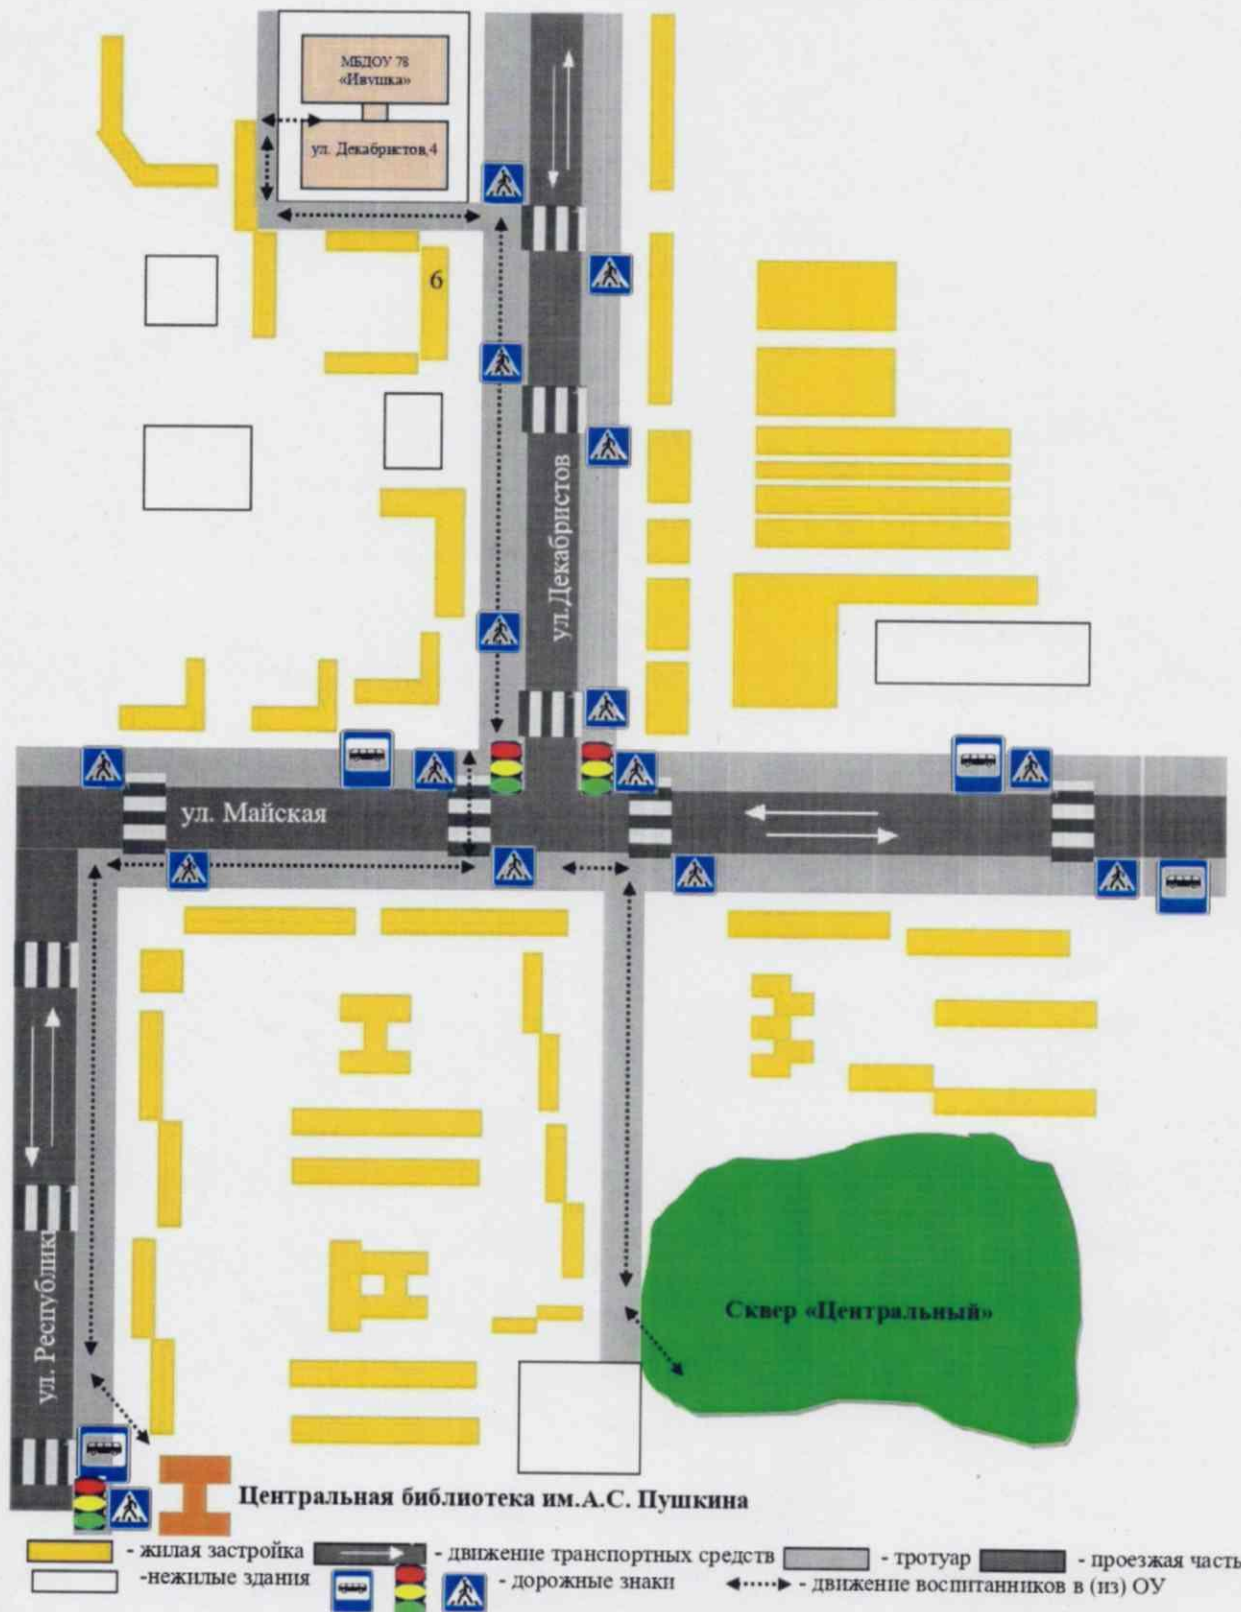 МБДОУ 78
«Ивушка»
ул. Декабристов,4
6
ул.Декабристов
ул. Майская
ул. Республик
Сквер «Центральный»
Центральная библиотека им.А.С. Пушкина
- жилая застройка - движение транспортных средств - тротуар - проезжая часть
-нежилые здания - дорожные знаки - движение воспитанников в (из) ОУ